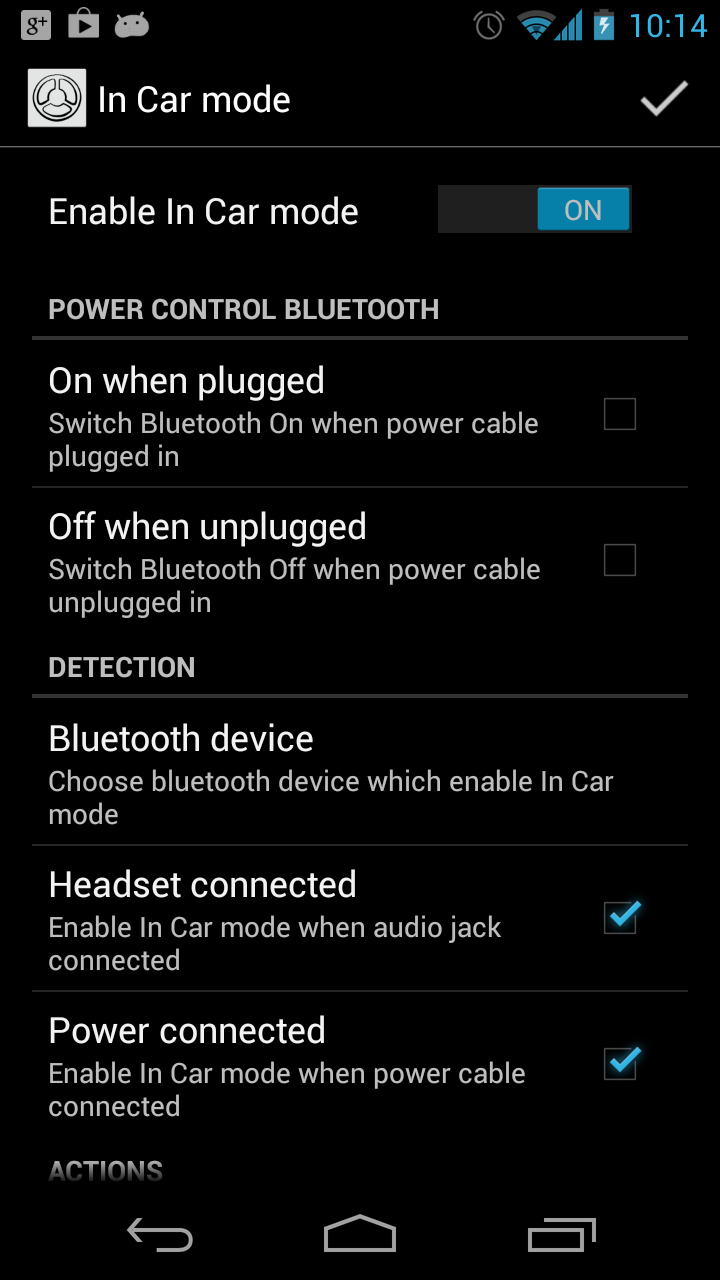 g+
10:14
In Car mode
Enable In Car mode
ON
POWER CONTROL BLUETOOTH
On when plugged
Switch Bluetooth On when power cable
plugged in
Off when unplugged
Switch Bluetooth Off when power cable
unplugged in
DETECTION
Bluetooth device
Choose bluetooth device which enable In Car
mode
Headset connected
Enable In Car mode when audio jack
connected
Power connected
Enable In Car mode when power cable
connected
ACTIONS